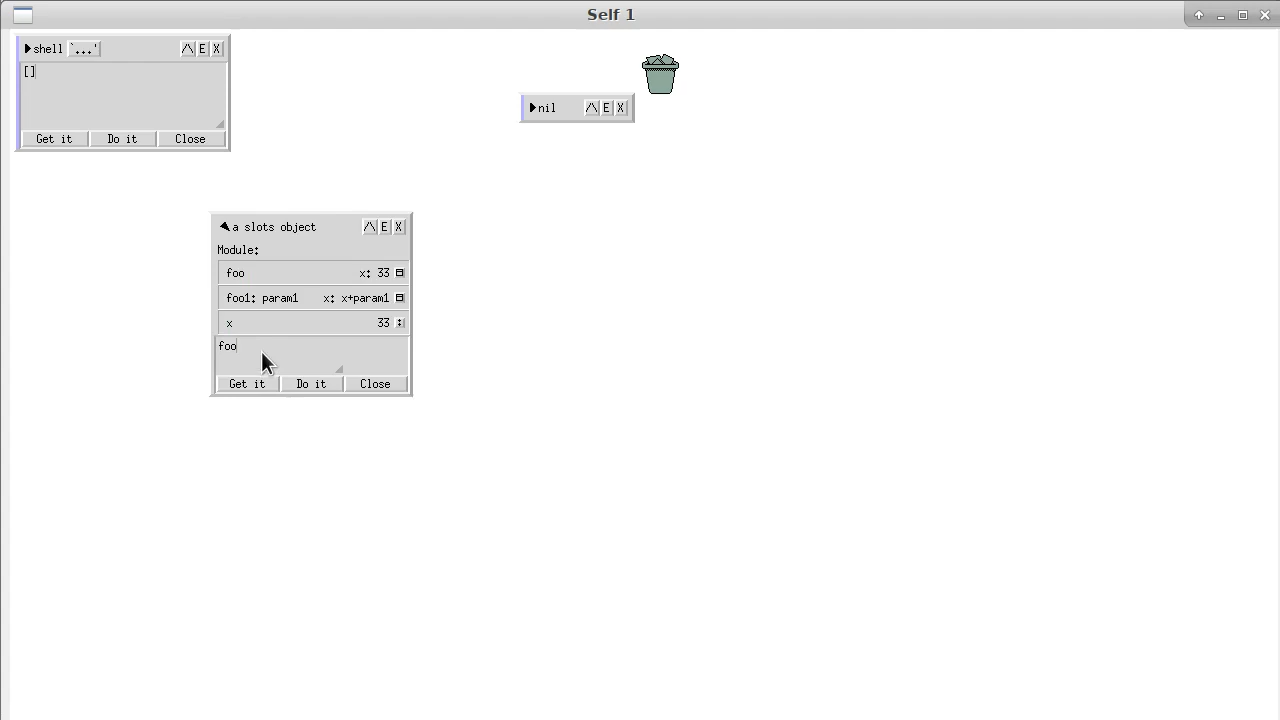 Self 1
shell `...' /\ E X
[]
Get it Do it Close
nil /\ E X
a slots object /\ E X
Module:
foo x: 33
foo1: param1 x: x+param1
x 33
foo
Get it Do it Close